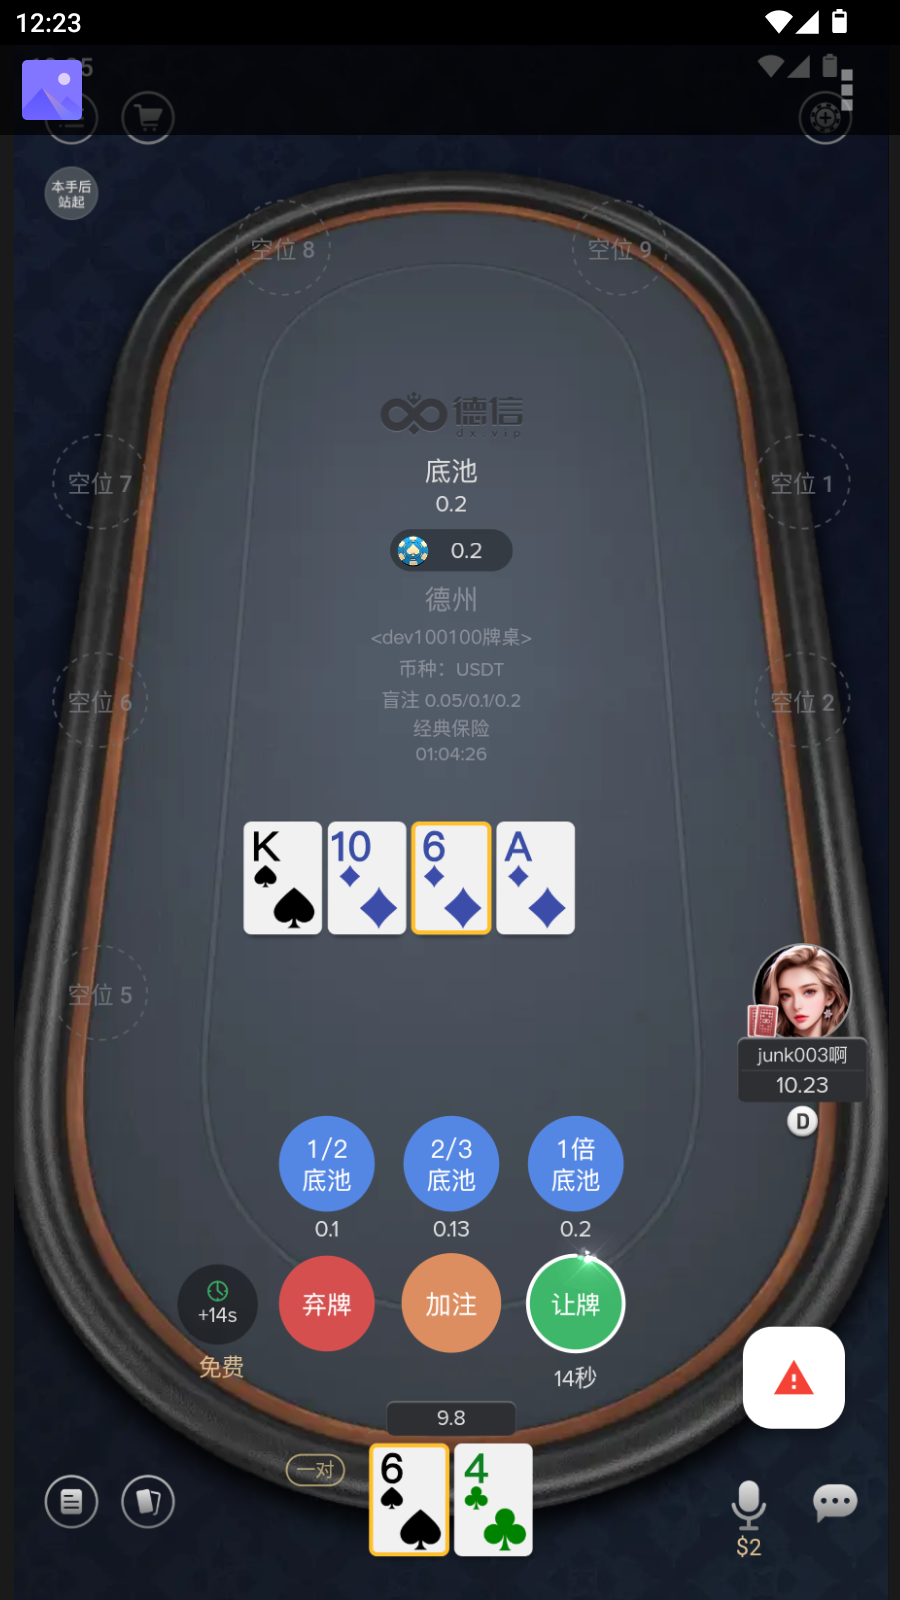 12:23
本手后
站起
空位 8
空位 9
德信
dx.vip
底池
0.2
0.2
空位 7
空位 1
德州
<dev100100牌桌>
币种：USDT
盲注 0.05/0.1/0.2
经典保险
01:04:26
空位 6
空位 2
K
10
6
A
空位 5
junk003啊
10.23
D
1/2
底池
2/3
底池
1倍
底池
0.1
0.13
0.2
+14s
弃牌
加注
让牌
免费
14秒
9.8
一对
6
4
$2